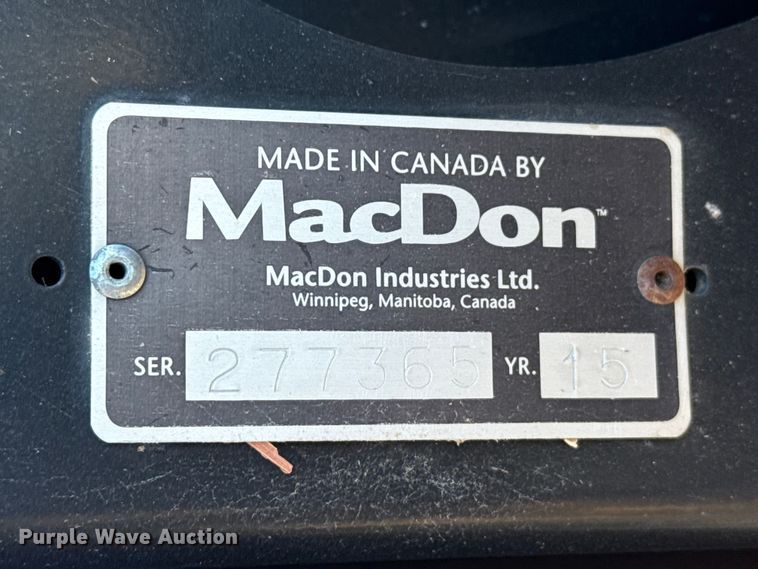 MADE IN CANADA BY
MacDon™
MacDon Industries Ltd.
Winnipeg, Manitoba, Canada
SER. 277365 YR. 15
Purple Wave Auction